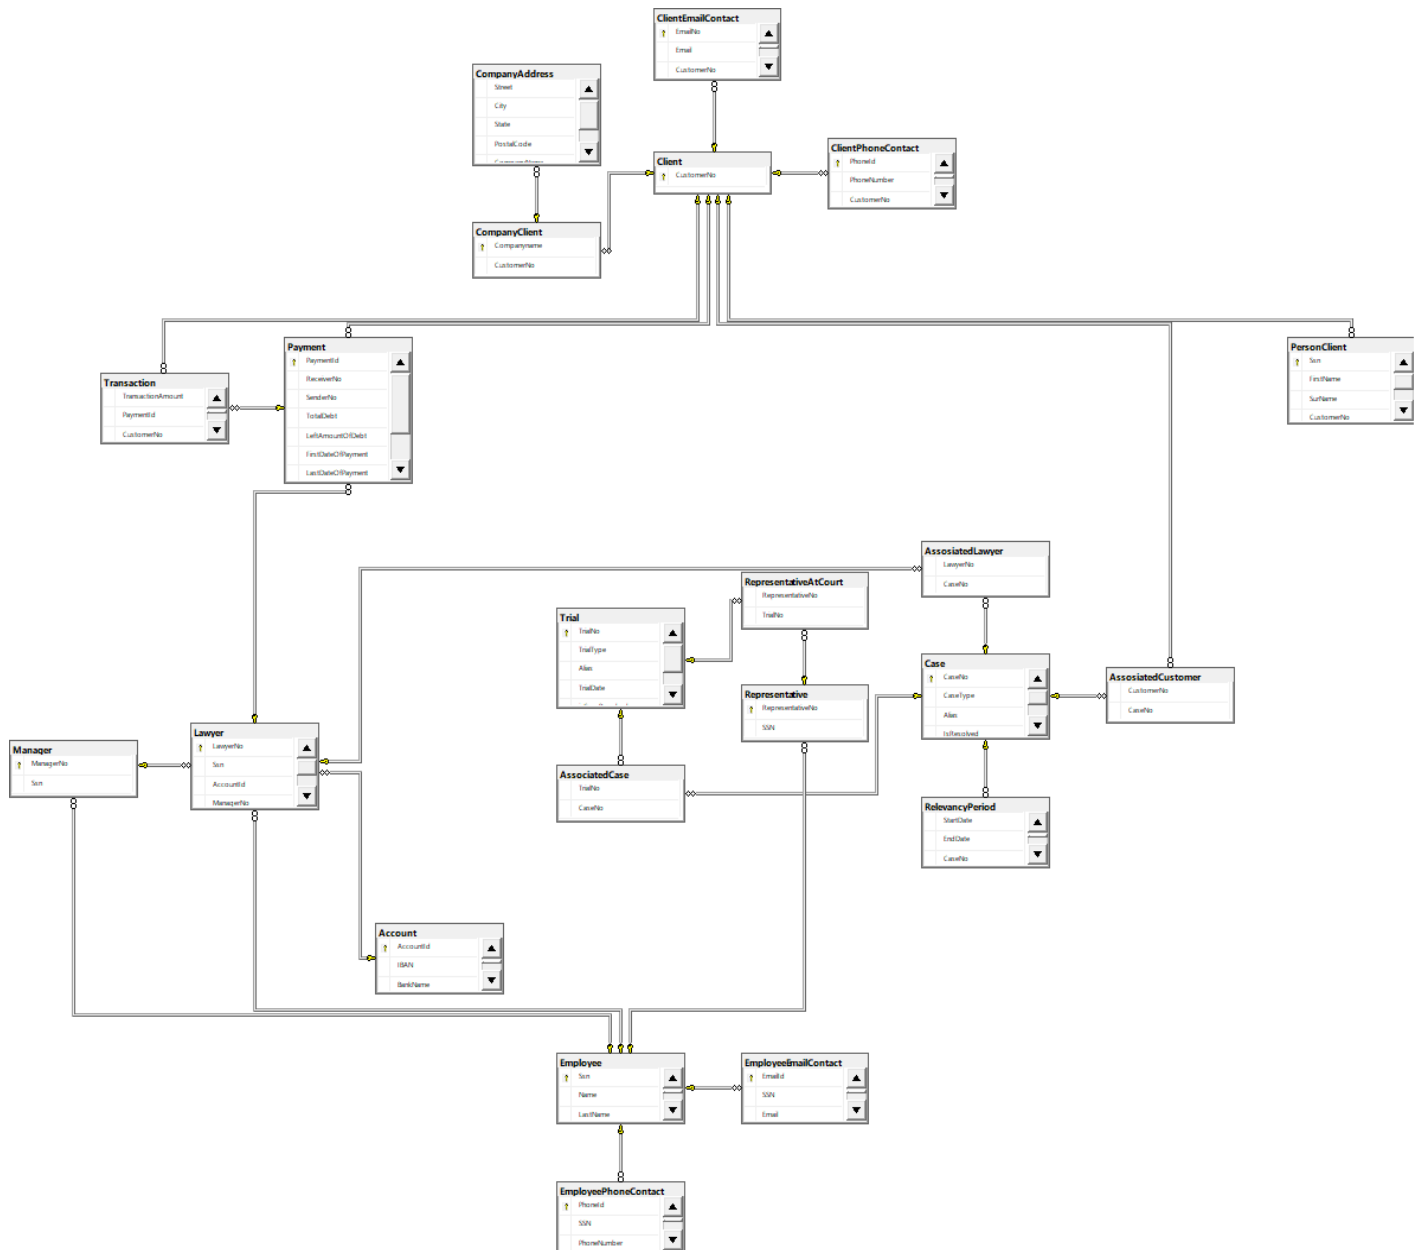 ClientEmailContact
EmailNo
Email
CustomerNo
CompanyAddress
Street
City
State
PostalCode
CompanyName
ClientPhoneContact
PhoneId
PhoneNumber
CustomerNo
Client
CustomerNo
CompanyClient
Companyname
CustomerNo
Payment
PaymentId
ReceiverNo
SenderNo
TotalDebt
LeftAmountOfDebt
FirstDateOfPayment
LastDateOfPayment
PersonClient
Ssn
FirstName
SurName
CustomerNo
Transaction
TransactionAmount
PaymentId
CustomerNo
AssosiatedLawyer
LawyerNo
CaseNo
RepresentativeAtCourt
RepresentativeNo
TrialNo
Trial
TrialNo
TrialType
Alias
TrialDate
Case
CaseNo
CaseType
Alias
IsResolved
AssosiatedCustomer
CustomerNo
CaseNo
Representative
RepresentativeNo
SSN
Lawyer
LawyerNo
Ssn
AccountId
ManagerNo
Manager
ManagerNo
Ssn
AssociatedCase
TrialNo
CaseNo
RelevancyPeriod
StartDate
EndDate
CaseNo
Account
AccountId
IBAN
BankName
Employee
Ssn
Name
LastName
EmployeeEmailContact
EmailId
SSN
Email
EmployeePhoneContact
PhoneId
SSN
PhoneNumber